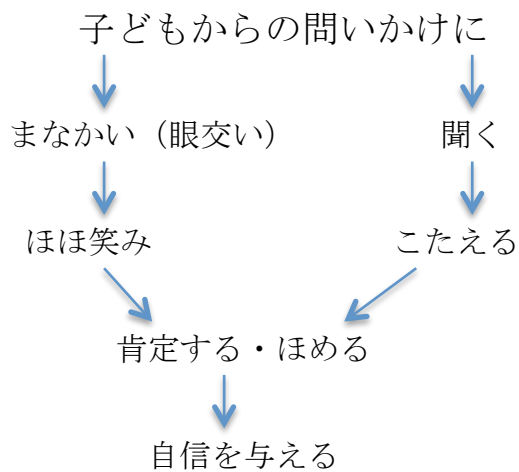 子どもからの問いかけに
まなかい（眼交い） 聞く
ほほ笑み こたえる
肯定する・ほめる
自信を与える